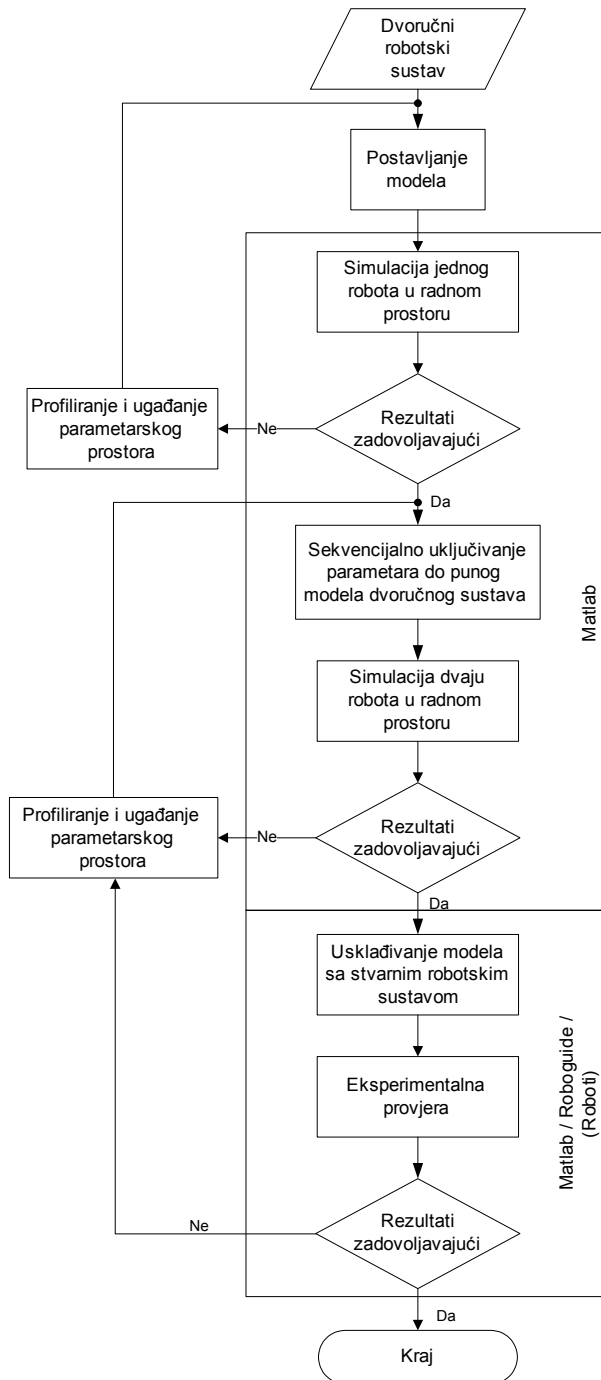 Dvoručni
robotski
sustav
Postavljanje
modela
Simulacija jednog
robota u radnom
prostoru
Profiliranje i ugađanje
parametarskog
prostora
Ne
Rezultati
zadovoljavajući
Da
Sekvencijalno uključivanje
parametara do punog
modela dvoručnog sustava
Matlab
Simulacija dvaju
robota u radnom
prostoru
Profiliranje i ugađanje
parametarskog
prostora
Ne
Rezultati
zadovoljavajući
Da
Usklađivanje modela
sa stvarnim robotskim
sustavom
Eksperimentalna
provjera
Matlab / Roboguide /
(Roboti)
Ne
Rezultati
zadovoljavajući
Da
Kraj